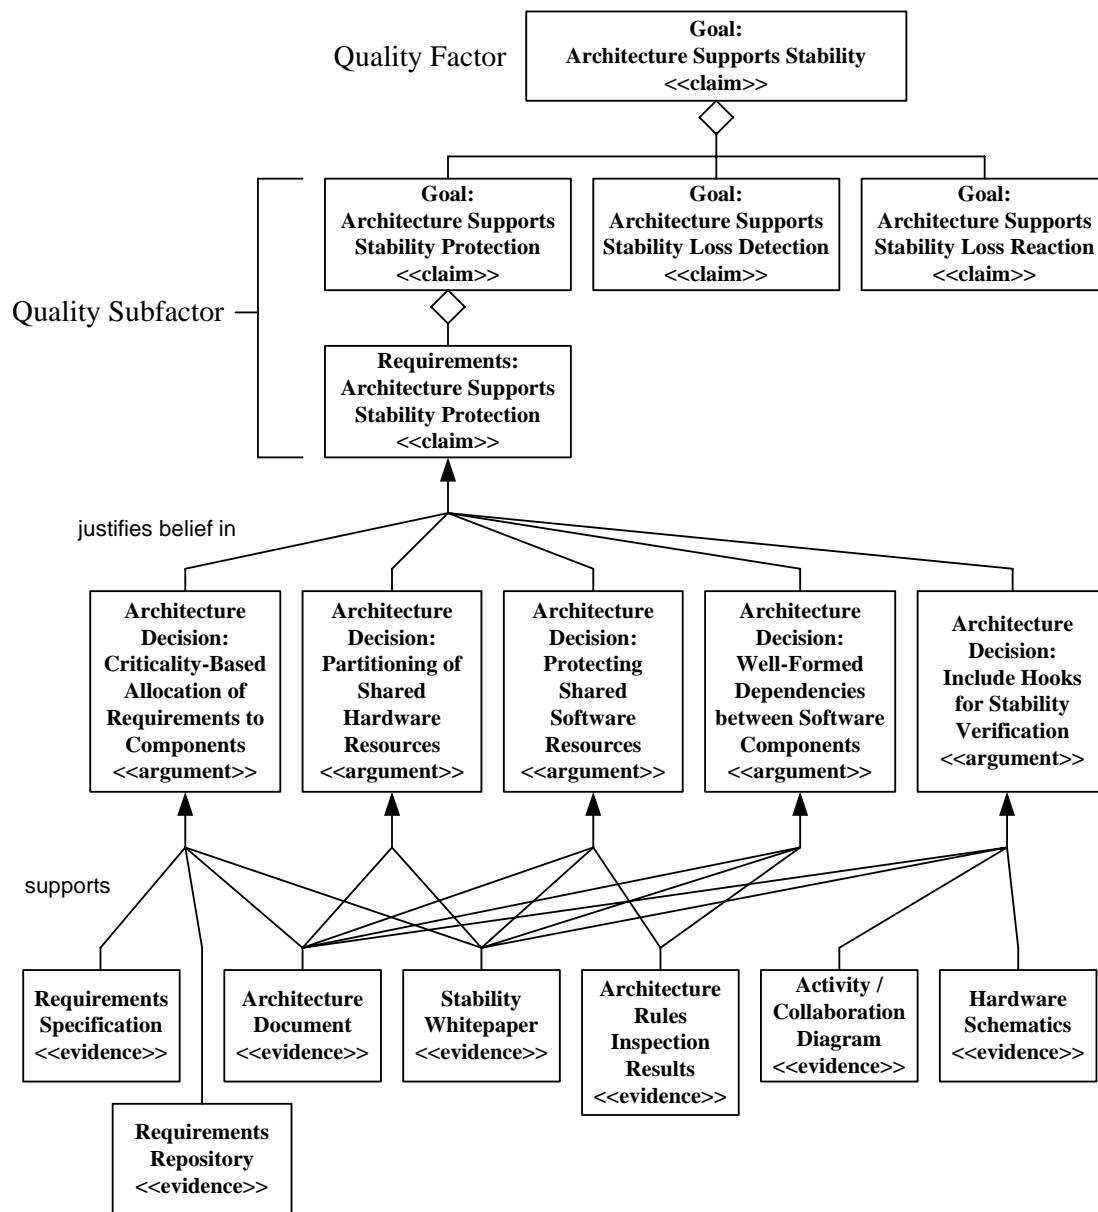 Quality Factor
Goal:
Architecture Supports Stability
<<claim>>
Quality Subfactor
Goal:
Architecture Supports
Stability Protection
<<claim>>
Goal:
Architecture Supports
Stability Loss Detection
<<claim>>
Goal:
Architecture Supports
Stability Loss Reaction
<<claim>>
Requirements:
Architecture Supports
Stability Protection
<<claim>>
justifies belief in
Architecture
Decision:
Criticality-Based
Allocation of
Requirements to
Components
<<argument>>
Architecture
Decision:
Partitioning of
Shared
Hardware
Resources
<<argument>>
Architecture
Decision:
Protecting
Shared
Software
Resources
<<argument>>
Architecture
Decision:
Well-Formed
Dependencies
between Software
Components
<<argument>>
Architecture
Decision:
Include Hooks
for Stability
Verification
<<argument>>
supports
Requirements
Specification
<<evidence>>
Architecture
Document
<<evidence>>
Stability
Whitepaper
<<evidence>>
Architecture
Rules
Inspection
Results
<<evidence>>
Activity /
Collaboration
Diagram
<<evidence>>
Hardware
Schematics
<<evidence>>
Requirements
Repository
<<evidence>>